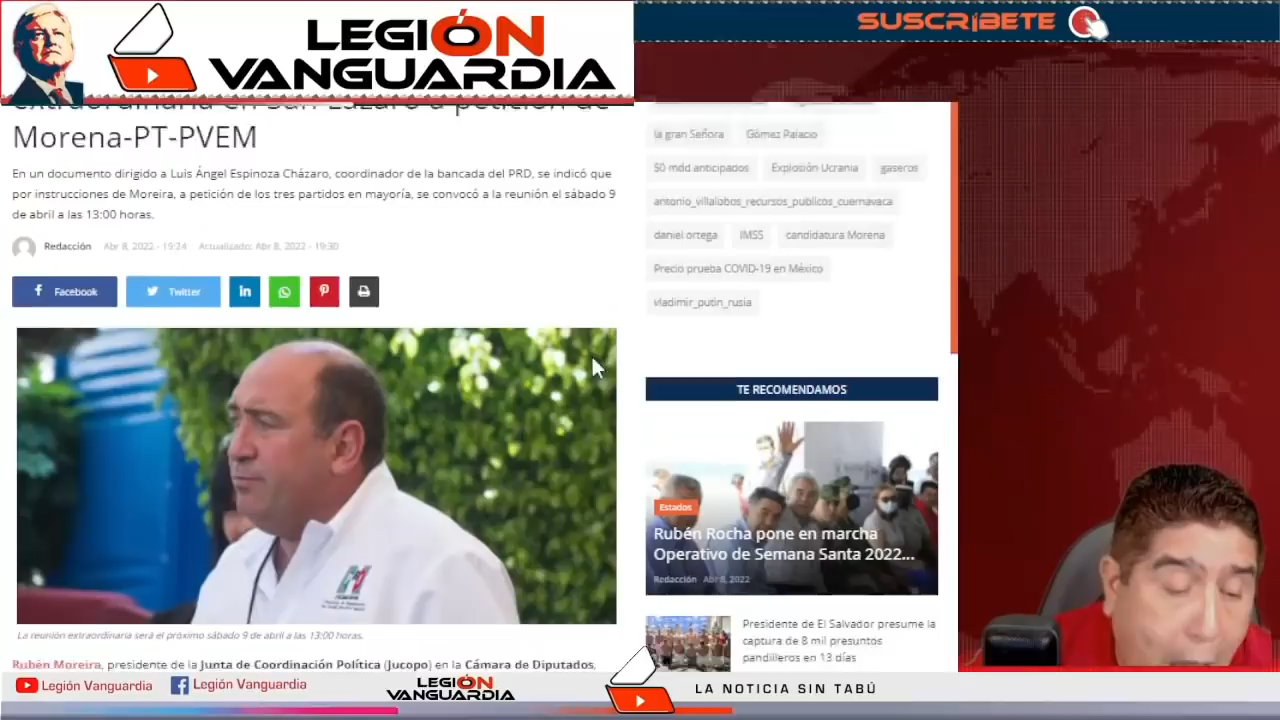 LEGIÓN
VANGUARDIA
SUSCRÍBETE
extraordinaria en San Lázaro a petición de
Morena-PT-PVEM
En un documento dirigido a Luis Ángel Espinoza Cházaro, coordinador de la bancada del PRD, se indicó que
por instrucciones de Moreira, a petición de los tres partidos en mayoría, se convocó a la reunión el sábado 9
de abril a las 13:00 horas.
Redacción Abr 8, 2022 - 19:24 Actualizado: Abr 8, 2022 - 19:30
Facebook
Twitter
La reunión extraordinaria será el próximo sábado 9 de abril a las 13:00 horas.
Rubén Moreira, presidente de la Junta de Coordinación Política (Jucopo) en la Cámara de Diputados,
la gran Señora Gómez Palacio
50 mdd anticipados Explosión Ucrania gaseros
antonio_villalobos_recursos_publicos_cuernavaca
daniel ortega IMSS candidatura Morena
Precio prueba COVID-19 en México
vladimir_putin_rusia
TE RECOMENDAMOS
Estados
Rubén Rocha pone en marcha
Operativo de Semana Santa 2022...
Redacción Abr 8, 2022
Presidente de El Salvador presume la
captura de 8 mil presuntos
pandilleros en 13 días
Legión Vanguardia
Legión Vanguardia
LEGIÓN
VANGUARDIA
LA NOTICIA SIN TABÚ